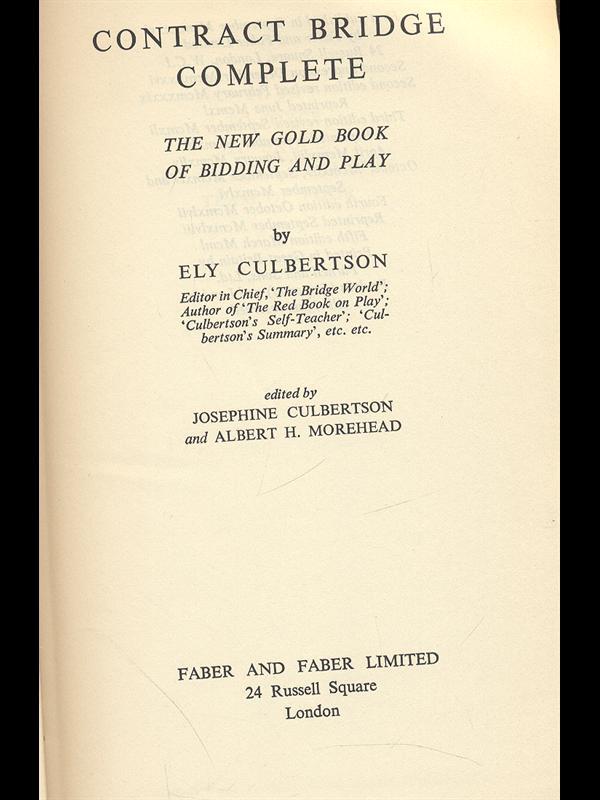 CONTRACT BRIDGE
COMPLETE
THE NEW GOLD BOOK
OF BIDDING AND PLAY
by
ELY CULBERTSON
Editor in Chief, 'The Bridge World';
Author of 'The Red Book on Play';
'Culbertson's Self-Teacher'; 'Cul-
bertson's Summary', etc. etc.
edited by
JOSEPHINE CULBERTSON
and ALBERT H. MOREHEAD
FABER AND FABER LIMITED
24 Russell Square
London